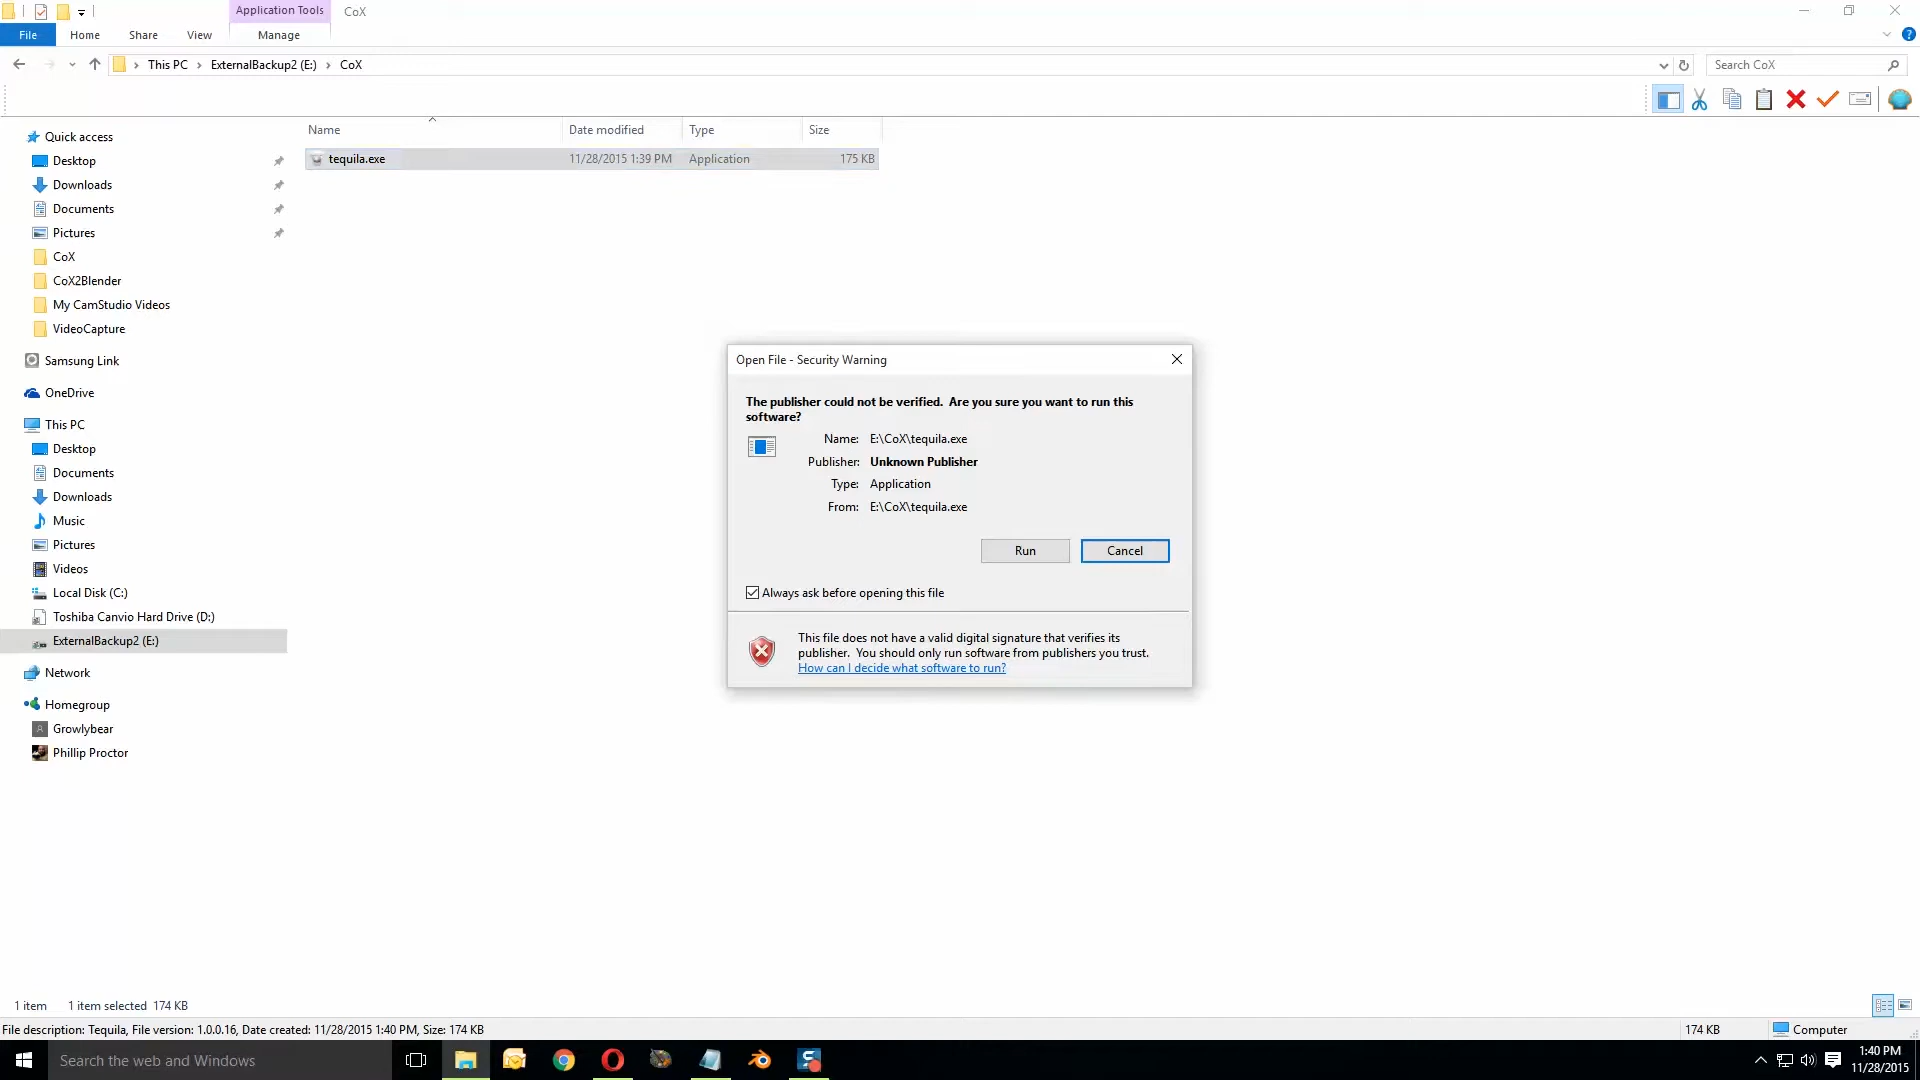 Application Tools
CoX
File
Home
Share
View
Manage
This PC
ExternalBackup2 (E:)
CoX
Search CoX
Name
Date modified
Type
Size
tequila.exe
11/28/2015 1:39 PM
Application
175 KB
Quick access
Desktop
Downloads
Documents
Pictures
CoX
CoX2Blender
My CamStudio Videos
VideoCapture
Samsung Link
OneDrive
This PC
Desktop
Documents
Downloads
Music
Pictures
Videos
Local Disk (C:)
Toshiba Canvio Hard Drive (D:)
ExternalBackup2 (E:)
Network
Homegroup
Growlybear
Phillip Proctor
Open File - Security Warning
The publisher could not be verified. Are you sure you want to run this
software?
Name: E:\CoX\tequila.exe
Publisher: Unknown Publisher
Type: Application
From: E:\CoX\tequila.exe
Run
Cancel
Always ask before opening this file
This file does not have a valid digital signature that verifies its
publisher. You should only run software from publishers you trust.
How can I decide what software to run?
1 item
1 item selected 174 KB
File description: Tequila, File version: 1.0.0.16, Date created: 11/28/2015 1:40 PM, Size: 174 KB
174 KB
Computer
Search the web and Windows
1:40 PM
11/28/2015